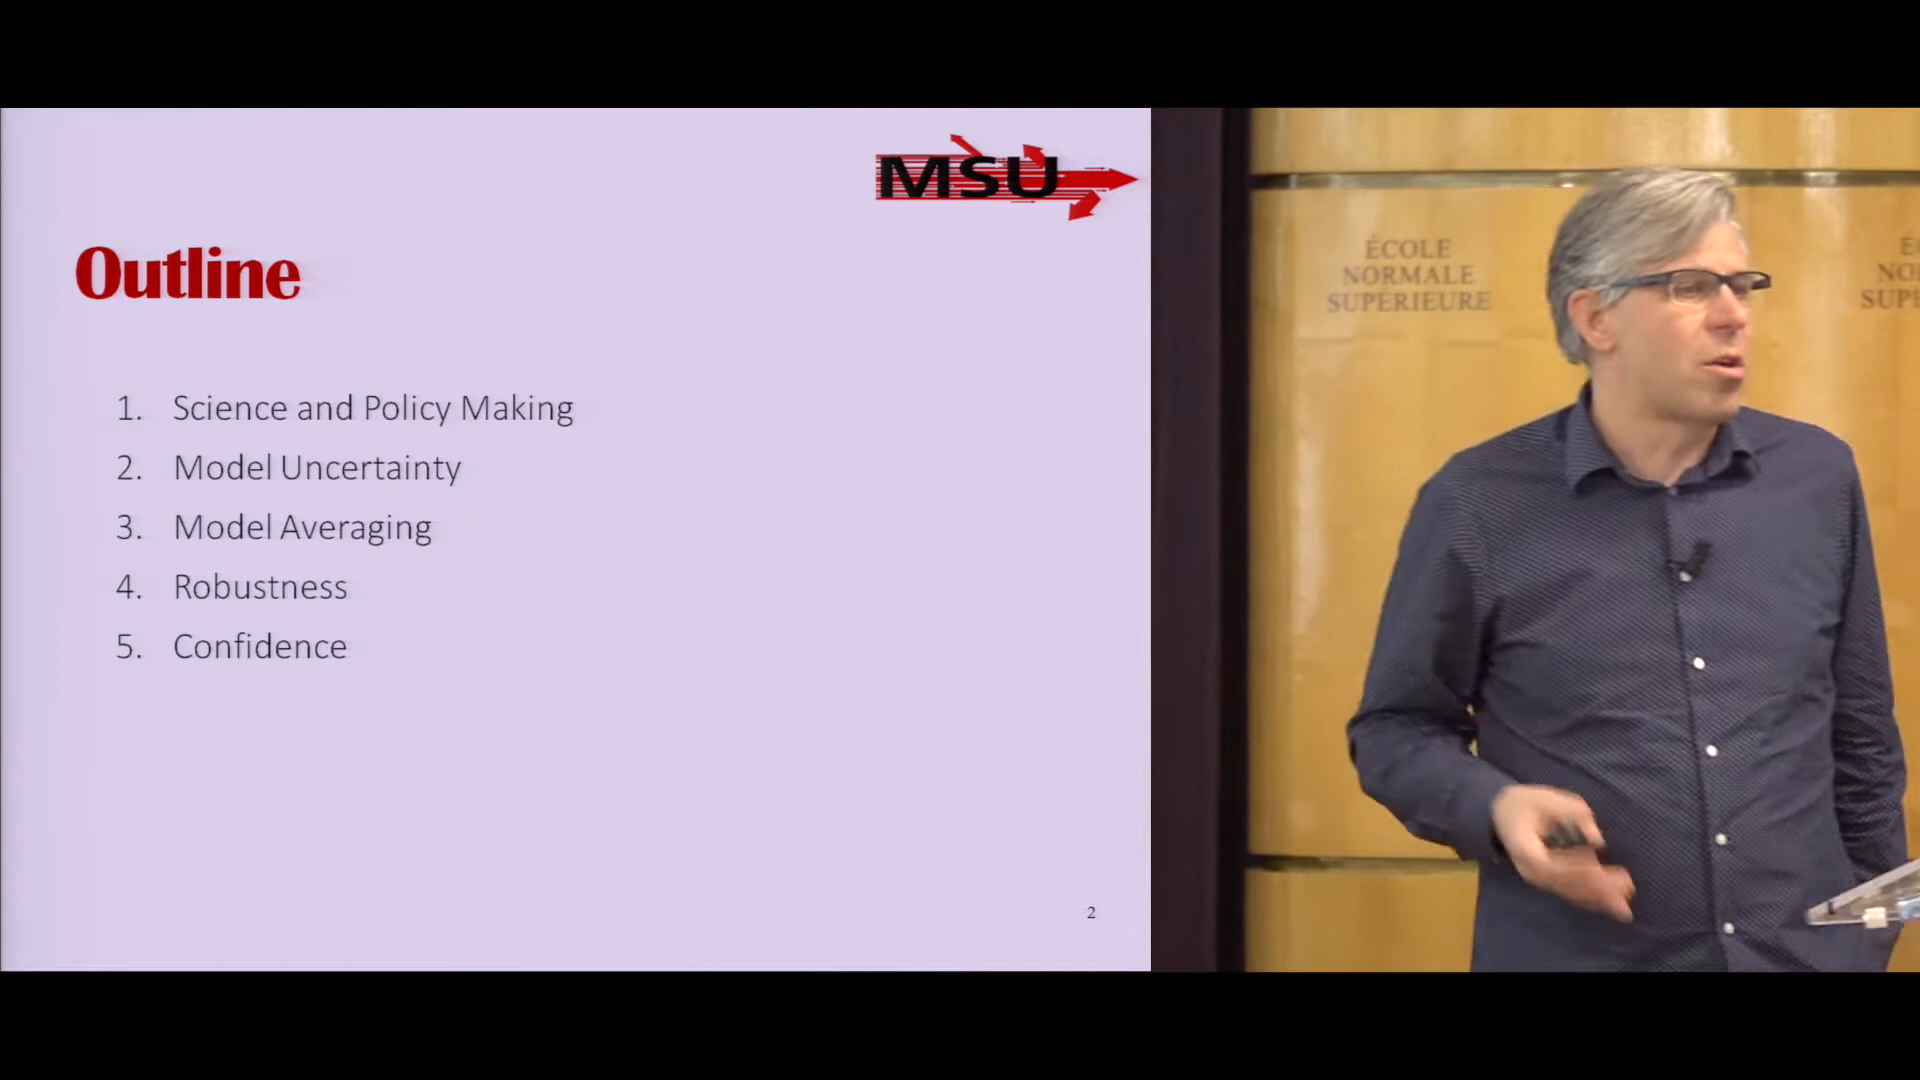 MSU
Outline
1. Science and Policy Making
2. Model Uncertainty
3. Model Averaging
4. Robustness
5. Confidence
2
ÉCOLE
NORMALE
SUPÉRIEURE